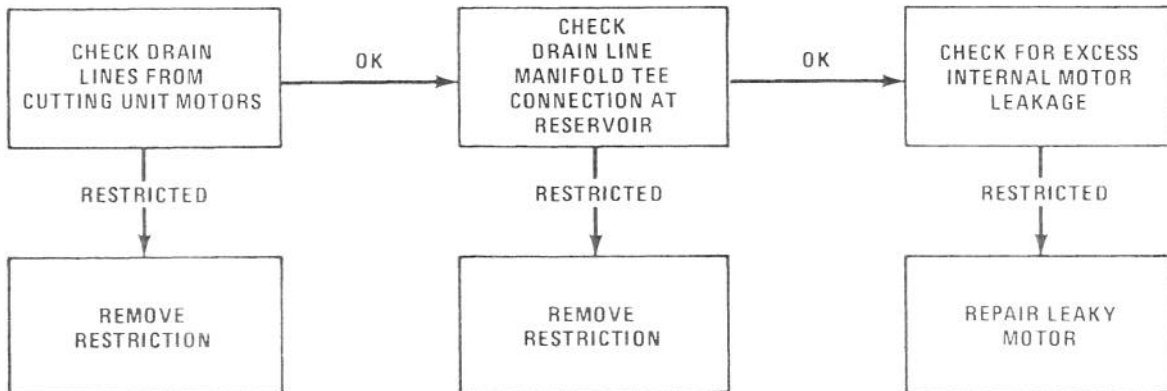 CHECK DRAIN
LINES FROM
CUTTING UNIT MOTORS
OK
CHECK
DRAIN LINE
MANIFOLD TEE
CONNECTION AT
RESERVOIR
OK
CHECK FOR EXCESS
INTERNAL MOTOR
LEAKAGE
RESTRICTED
RESTRICTED
RESTRICTED
REMOVE
RESTRICTION
REMOVE
RESTRICTION
REPAIR LEAKY
MOTOR